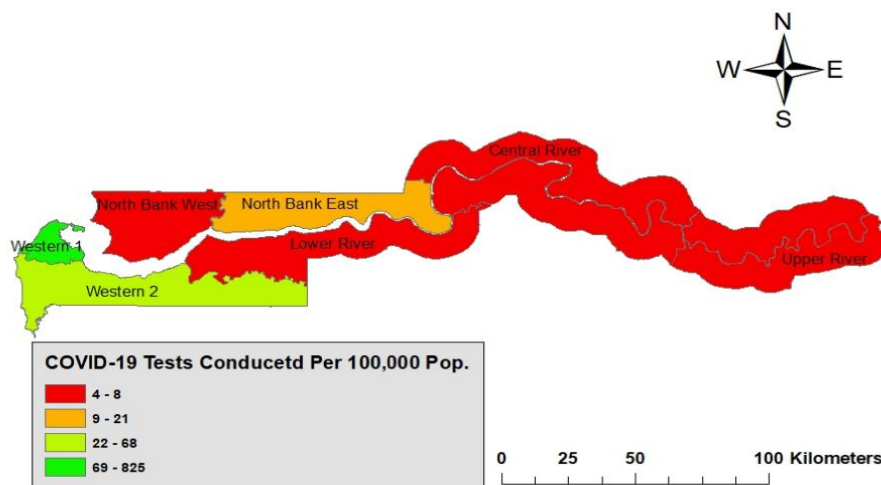 N
W E
S
Central River
North Bank West
North Bank East
Lower River
Western 1
Upper River
Western 2
COVID-19 Tests Conducetd Per 100,000 Pop.
4 - 8
9 - 21
22 - 68
69 - 825
0 25 50 100 Kilometers